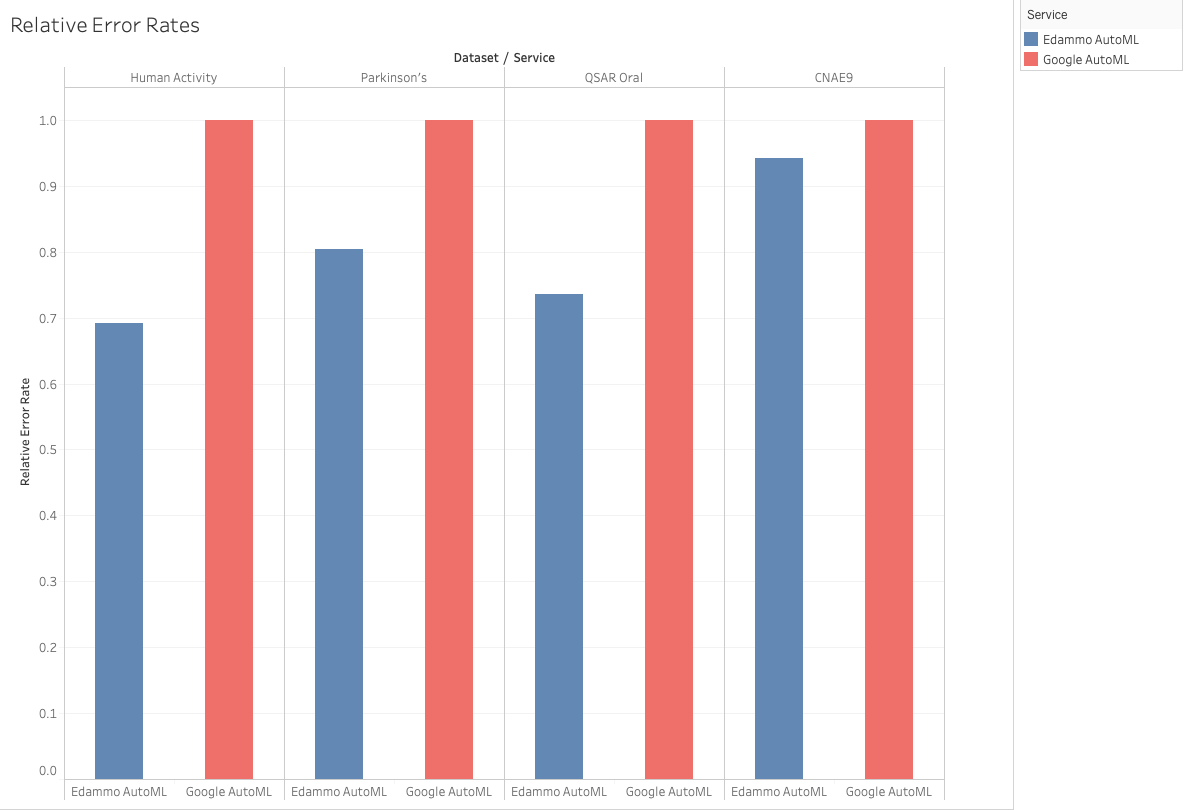 Relative Error Rates
Dataset / Service
Human Activity Parkinson's QSAR Oral CNAE9
1.0
0.9
0.8
0.7
0.6
0.5
0.4
0.3
0.2
0.1
0.0
Relative Error Rate
Edammo AutoML Google AutoML Edammo AutoML Google AutoML Edammo AutoML Google AutoML Edammo AutoML Google AutoML
Service
Edammo AutoML
Google AutoML